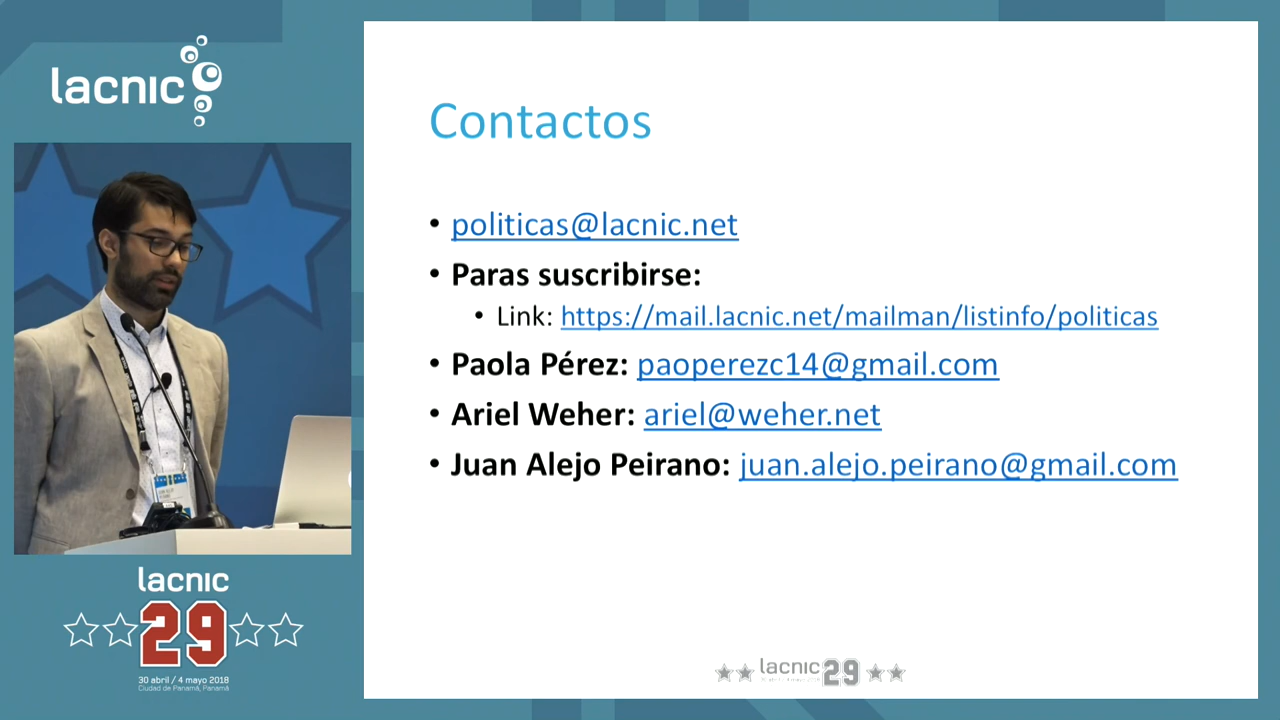 lacnic
Contactos
• politicas@lacnic.net
• Paras suscribirse:
• Link: https://mail.lacnic.net/mailman/listinfo/politicas
• Paola Pérez: paoperezc14@gmail.com
• Ariel Weher: ariel@weher.net
• Juan Alejo Peirano: juan.alejo.peirano@gmail.com
lacnic
29
30 abril / 4 mayo 2018
Ciudad de Panamá, Panamá
lacnic 29